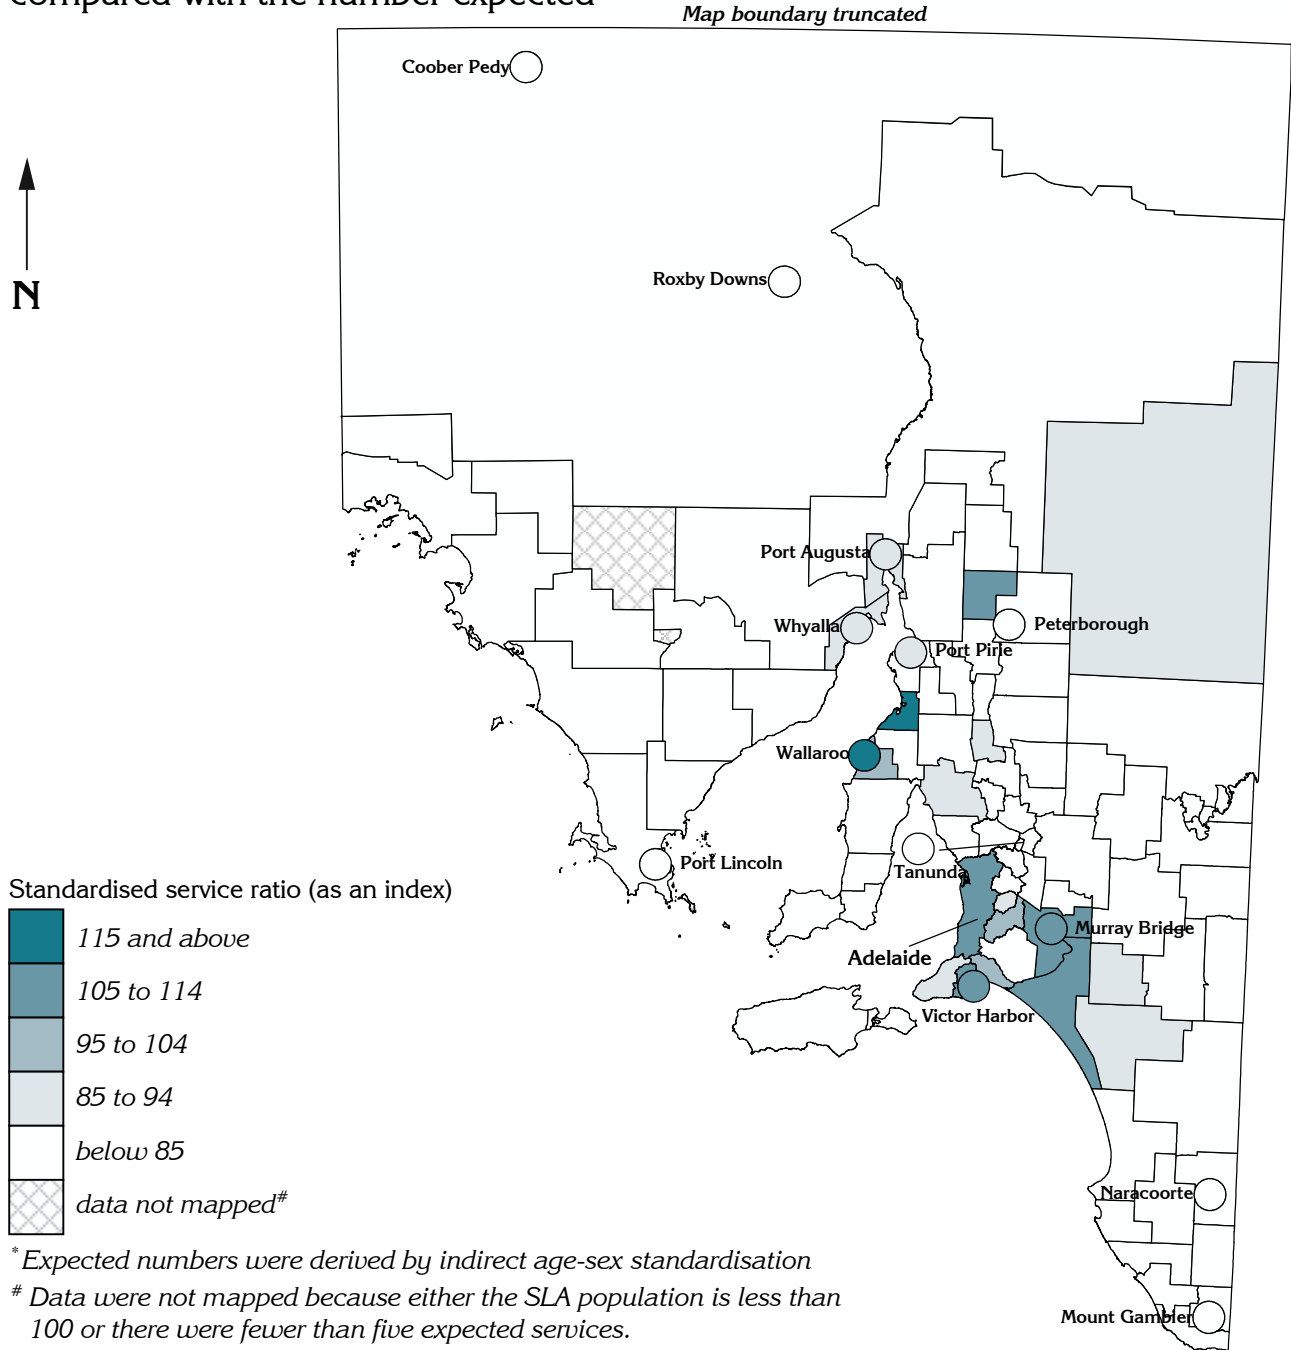 compared with the number expected
Map boundary truncated
Coober Pedy
N
Roxby Downs
Port Augusta
Whyalla
Peterborough
Port Pirie
Wallaroo
Port Lincoln
Tanunda
Murray Bridge
Adelaide
Victor Harbor
Standardised service ratio (as an index)
115 and above
105 to 114
95 to 104
85 to 94
below 85
data not mapped#
Naracoorte
Mount Gambier
* Expected numbers were derived by indirect age-sex standardisation
# Data were not mapped because either the SLA population is less than
100 or there were fewer than five expected services.